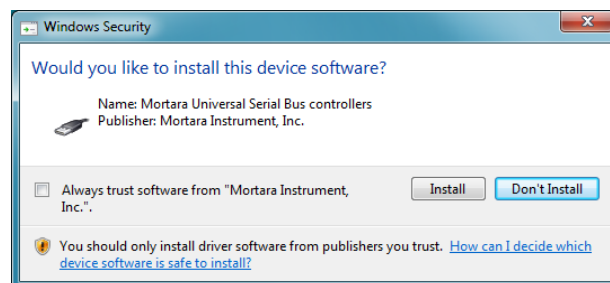 Windows Security
Would you like to install this device software?
Name: Mortara Universal Serial Bus controllers
Publisher: Mortara Instrument, Inc.
Always trust software from "Mortara Instrument,
Inc.".
Install
Don't Install
You should only install driver software from publishers you trust. How can I decide which
device software is safe to install?